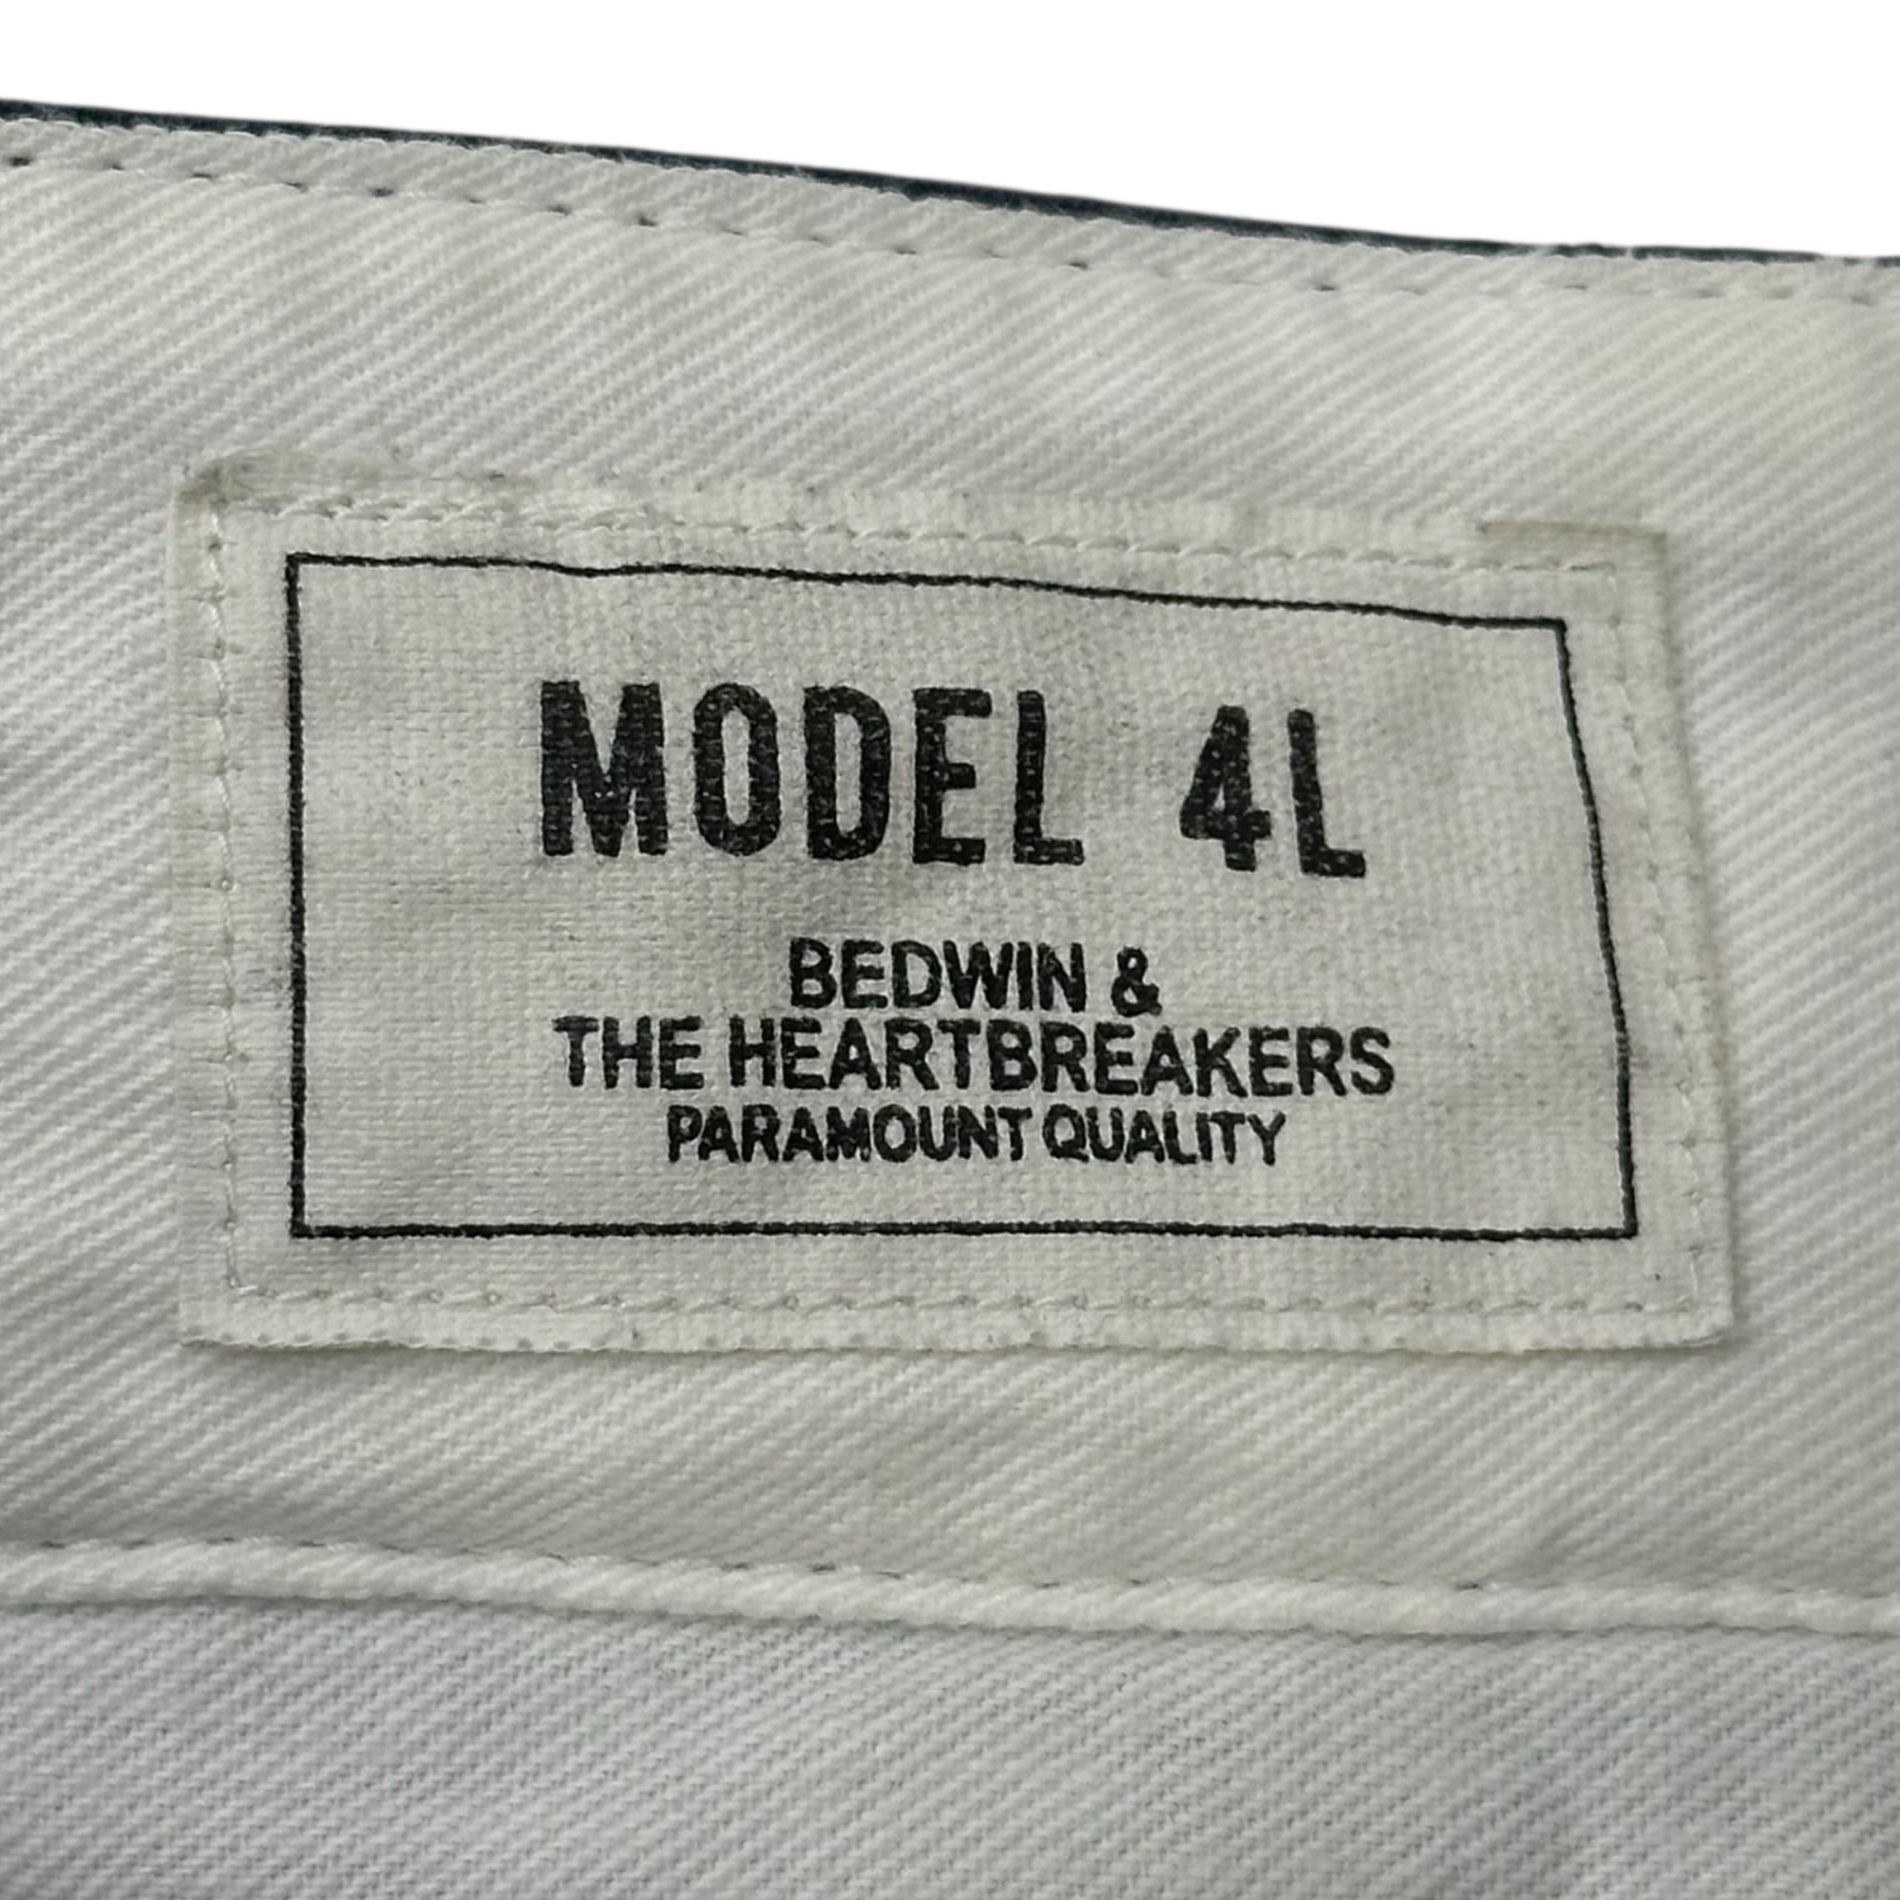 MODEL 4L
BEDWIN &
THE HEARTBREAKERS
PARAMOUNT QUALITY